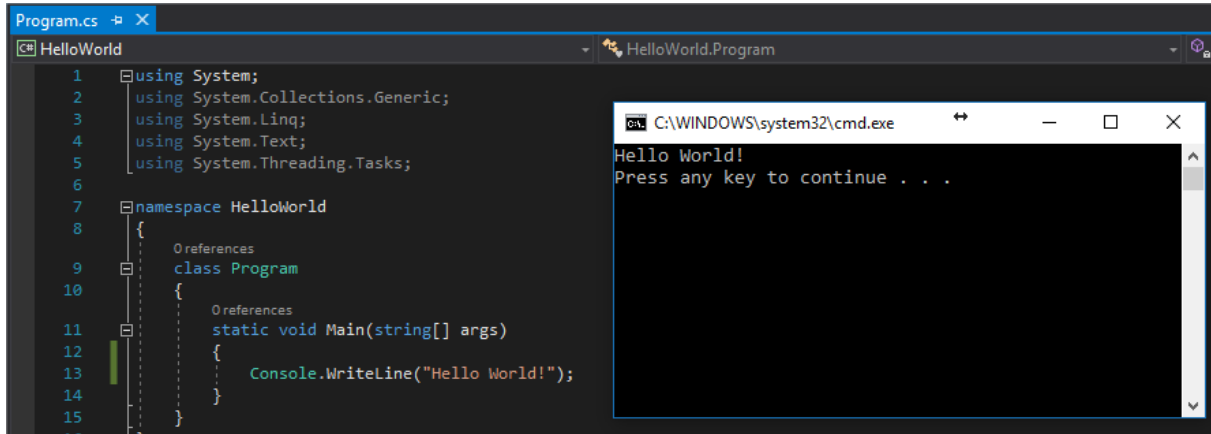 Program.cs
C# HelloWorld
HelloWorld.Program
1 using System;
2 using System.Collections.Generic;
3 using System.Linq;
4 using System.Text;
5 using System.Threading.Tasks;
6
7 namespace HelloWorld
8 {
0 references
9 class Program
10 {
0 references
11 static void Main(string[] args)
12 {
13 Console.WriteLine("Hello World!");
14 }
15 }
C:\WINDOWS\system32\cmd.exe
Hello World!
Press any key to continue . . .